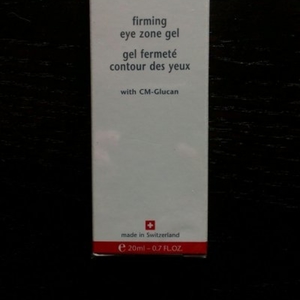 firming
eye zone gel
gel fermeté
contour des yeux
with CM-Glucan
made in Switzerland
e 20ml – 0.7 FL.OZ.